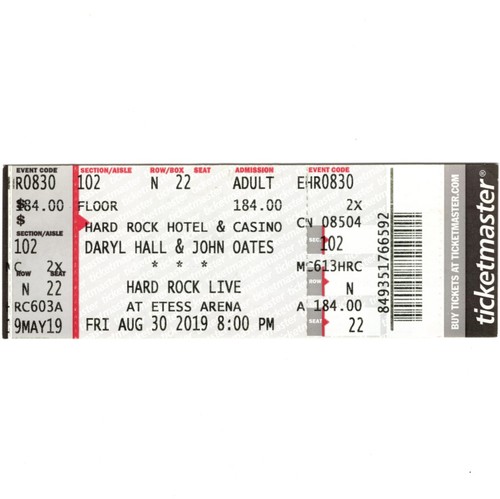 EVENT CODE SECTION/AISLE ROW/BOX SEAT ADMISSION EVENT CODE
HR0830 102 N 22 ADULT EHR0830
$184.00 FLOOR 184.00 2X
HARD ROCK HOTEL & CASINO CN 08504
SECTION/AISLE
102 DARYL HALL & JOHN OATES 102
C 2X * * * MC613HRC
ROW SEAT
N 22 HARD ROCK LIVE ROW N
RC603A AT ETESS ARENA A 184.00
9MAY19 FRI AUG 30 2019 8:00 PM 22
849351766592
BUY TICKETS AT TICKETMASTER.COM
ticketmaster®